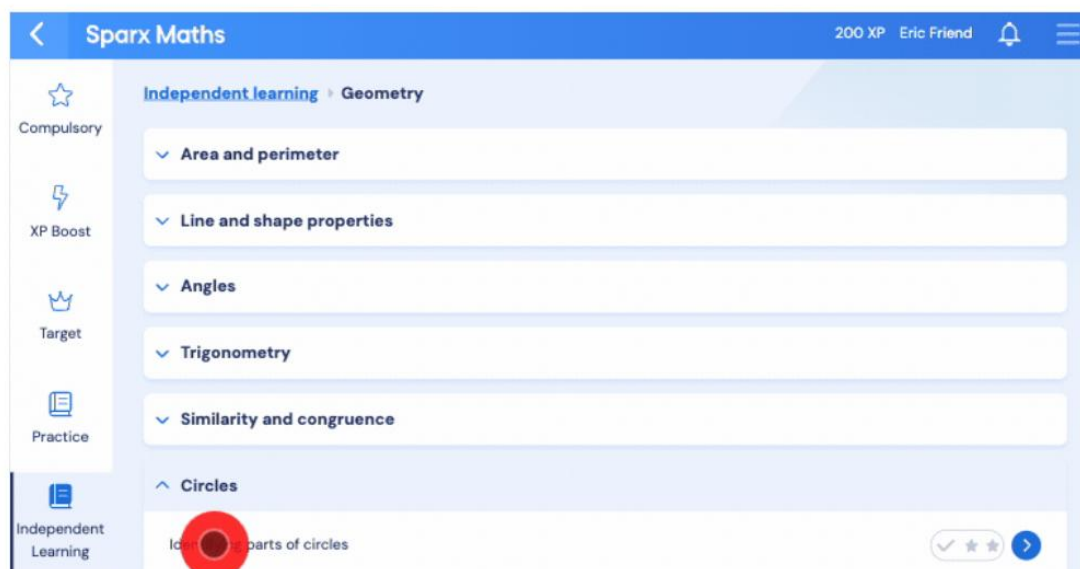 Sparx Maths
200 XP Eric Friend
Compulsory
XP Boost
Target
Practice
Independent
Learning
Independent learning Geometry
Area and perimeter
Line and shape properties
Angles
Trigonometry
Similarity and congruence
Circles
parts of circles